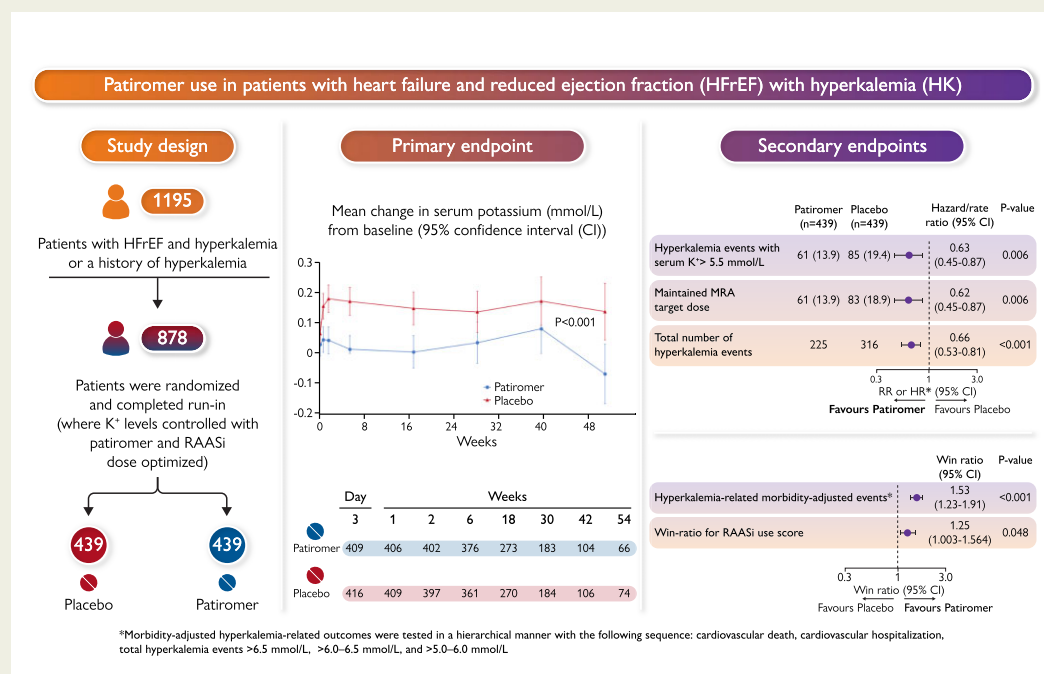 Patiromer use in patients with heart failure and reduced ejection fraction (HFrEF) with hyperkalemia (HK)
Study design
1195
Patients with HFrEF and hyperkalemia
or a history of hyperkalemia
878
Patients were randomized
and completed run-in
(where K⁺ levels controlled with
patiromer and RAASi
dose optimized)
439 439
Placebo Patiromer
Primary endpoint
Mean change in serum potassium (mmol/L)
from baseline (95% confidence interval (CI))
0.3
0.2
0.1
0
-0.1
-0.2
P<0.001
Patiromer
Placebo
0 8 16 24 32 40 48
Weeks
Day Weeks
3 1 2 6 18 30 42 54
Patiromer 409 406 402 376 273 183 104 66
Placebo 416 409 397 361 270 184 106 74
Secondary endpoints
Patiromer Placebo Hazard/rate P-value
(n=439) (n=439) ratio (95% CI)
Hyperkalemia events with
serum K⁺> 5.5 mmol/L
61 (13.9) 85 (19.4) 0.63 0.006
(0.45-0.87)
Maintained MRA
target dose
61 (13.9) 83 (18.9) 0.62 0.006
(0.45-0.87)
Total number of
hyperkalemia events
225 316 0.66 <0.001
(0.53-0.81)
0.3 1 3.0
RR or HR* (95% CI)
Favours Patiromer Favours Placebo
Win ratio P-value
(95% CI)
Hyperkalemia-related morbidity-adjusted events* 1.53 <0.001
(1.23-1.91)
Win-ratio for RAASi use score 1.25 0.048
(1.003-1.564)
0.3 1 3.0
Win ratio (95% CI)
Favours Placebo Favours Patiromer
*Morbidity-adjusted hyperkalemia-related outcomes were tested in a hierarchical manner with the following sequence: cardiovascular death, cardiovascular hospitalization,
total hyperkalemia events >6.5 mmol/L, >6.0–6.5 mmol/L, and >5.0–6.0 mmol/L